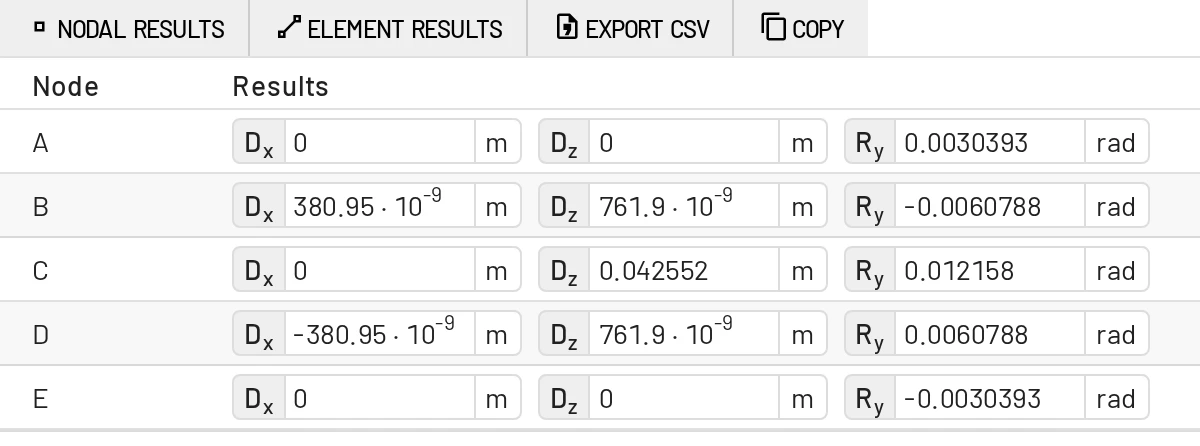 NODAL RESULTS ELEMENT RESULTS EXPORT CSV COPY
Node Results
A Dx 0 m Dz 0 m Ry 0.0030393 rad
B Dx 380.95 · 10-9 m Dz 761.9 · 10-9 m Ry -0.0060788 rad
C Dx 0 m Dz 0.042552 m Ry 0.012158 rad
D Dx -380.95 · 10-9 m Dz 761.9 · 10-9 m Ry 0.0060788 rad
E Dx 0 m Dz 0 m Ry -0.0030393 rad